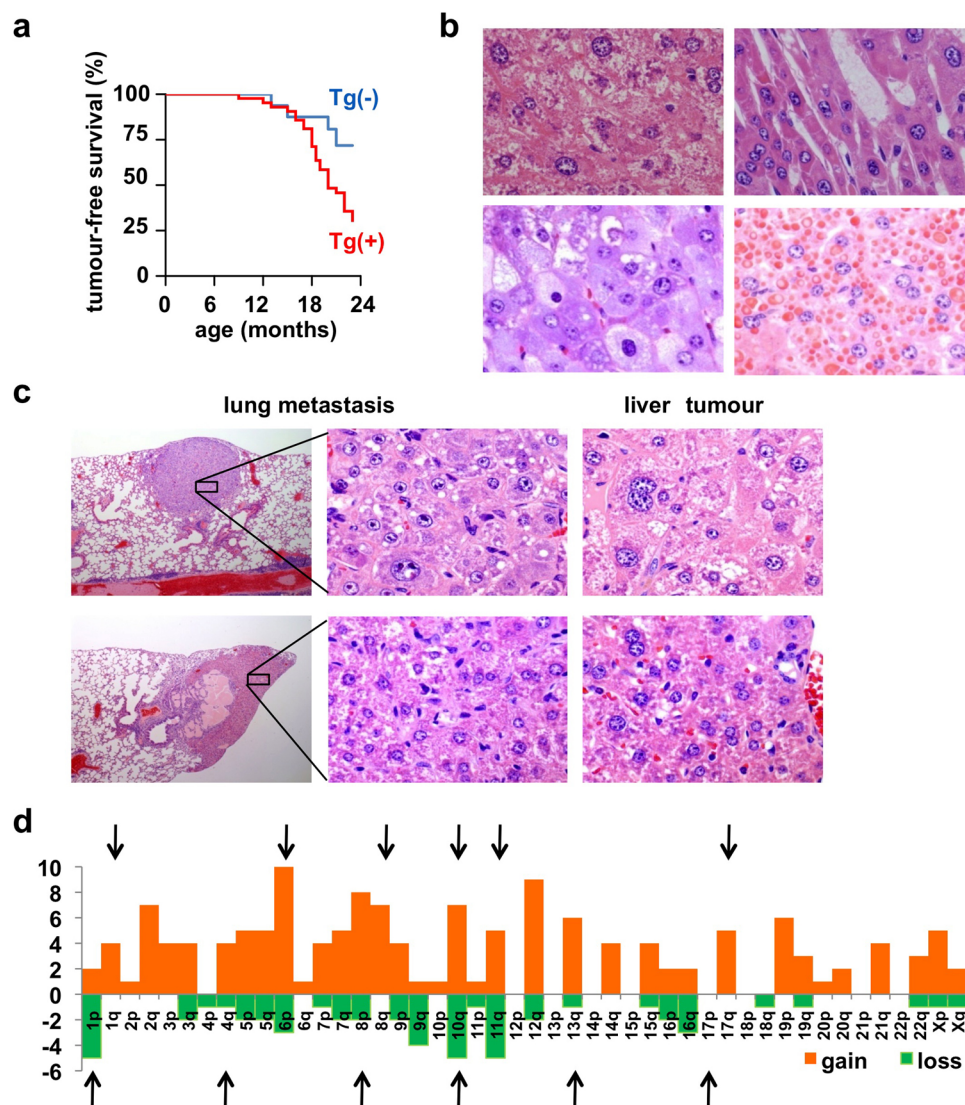 a
tumour-free survival (%)
100
75
50
25
0
Tg(-)
Tg(+)
0 6 12 18 24
age (months)
b
c
lung metastasis
liver tumour
d
10
8
6
4
2
0
-2
-4
-6
1p 1q 2p 2q 3p 3q 4p 4q 5p 5q 6p 6q 7p 7q 8p 8q 9p 9q 10p 10q 11p 11q 12p 12q 13p 13q 14p 14q 15p 15q 16p 16q 17p 17q 18p 18q 19p 19q 20p 20q 21p 21q 22p 22q Xp Xq
gain loss